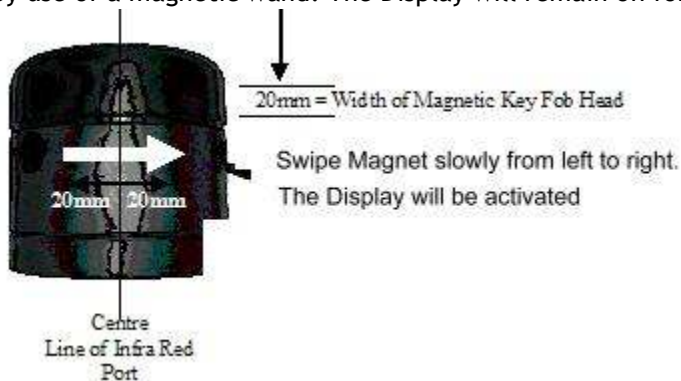 by use of a magnetic wand. The Display will remain on for
20mm = Width of Magnetic Key Fob Head
Swipe Magnet slowly from left to right.
The Display will be activated
20mm 20mm
Centre
Line of Infra Red
Port